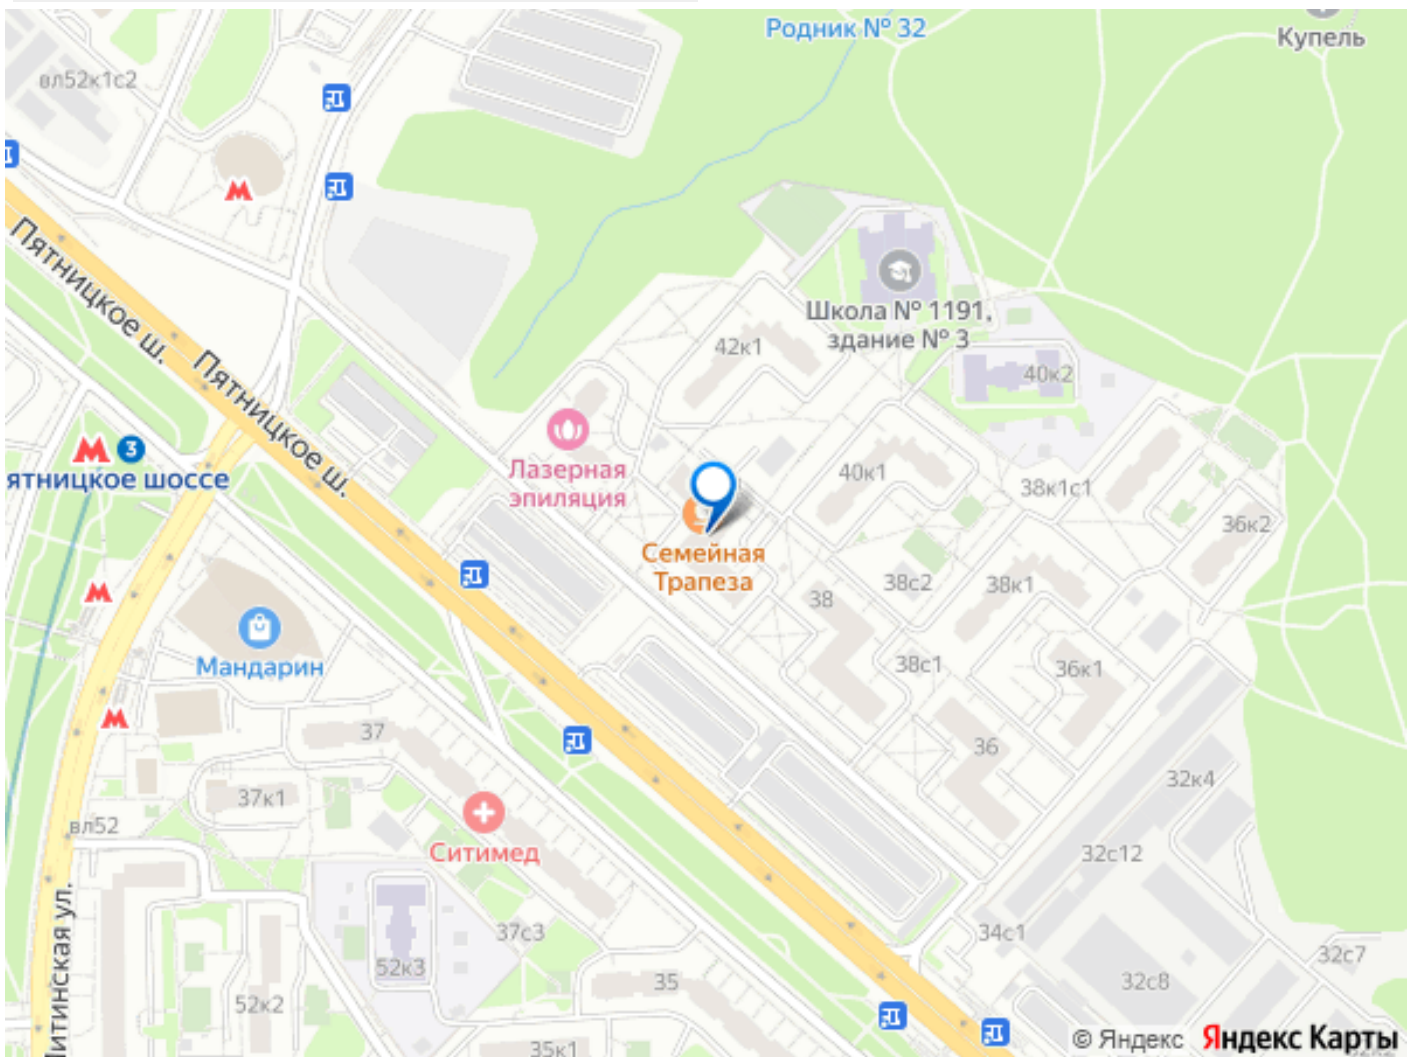 Родник № 32
Купель
вл52к1с2
Пятницкое ш.
Школа № 1191,
здание № 3
42к1
40к2
Пятницкое ш.
3
ятницкое шоссе
Лазерная
эпиляция
40к1
38к1с1
36к2
Семейная
Трапеза
38
38с2
38к1
Мандарин
38с1
36к1
37
36
32к4
37к1
вл52
Ситимед
32с12
37с3
34с1
32с7
52к3
35
32с8
52к2
итинская ул.
35к1
© Яндекс Яндекс Карты